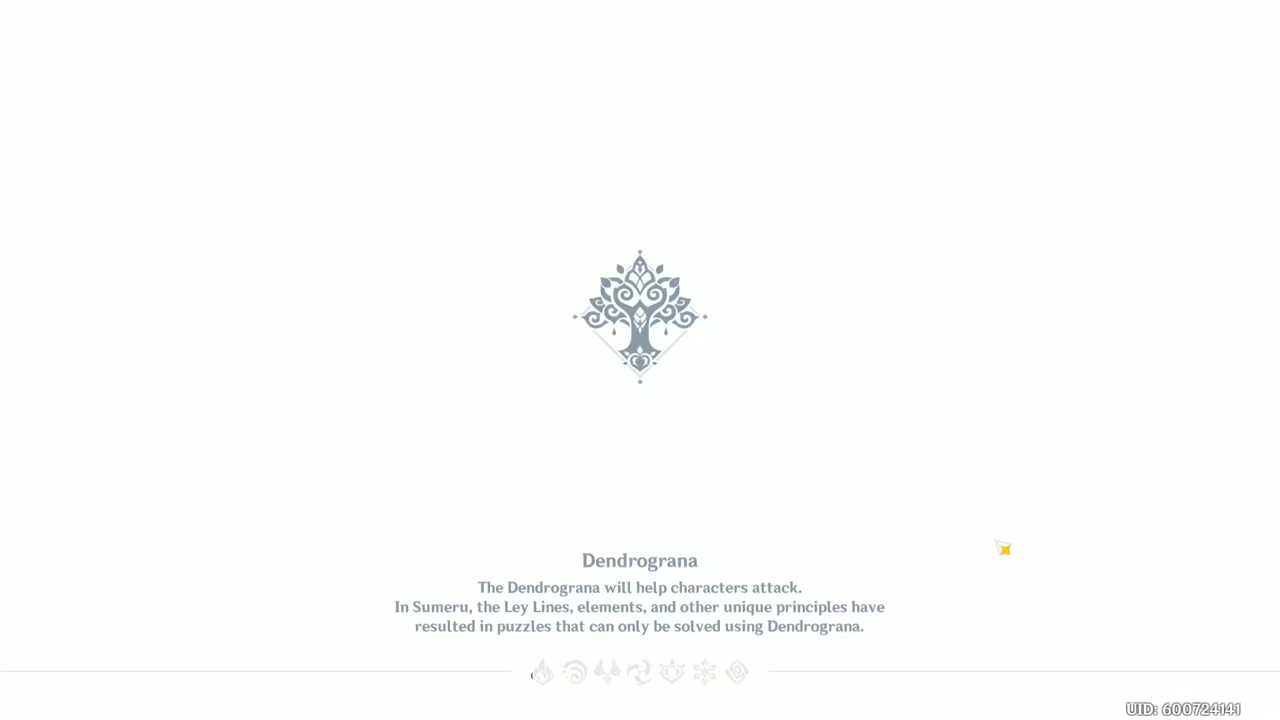 Dendrograna
The Dendrograna will help characters attack.
In Sumeru, the Ley Lines, elements, and other unique principles have
resulted in puzzles that can only be solved using Dendrograna.
UID: 600724141